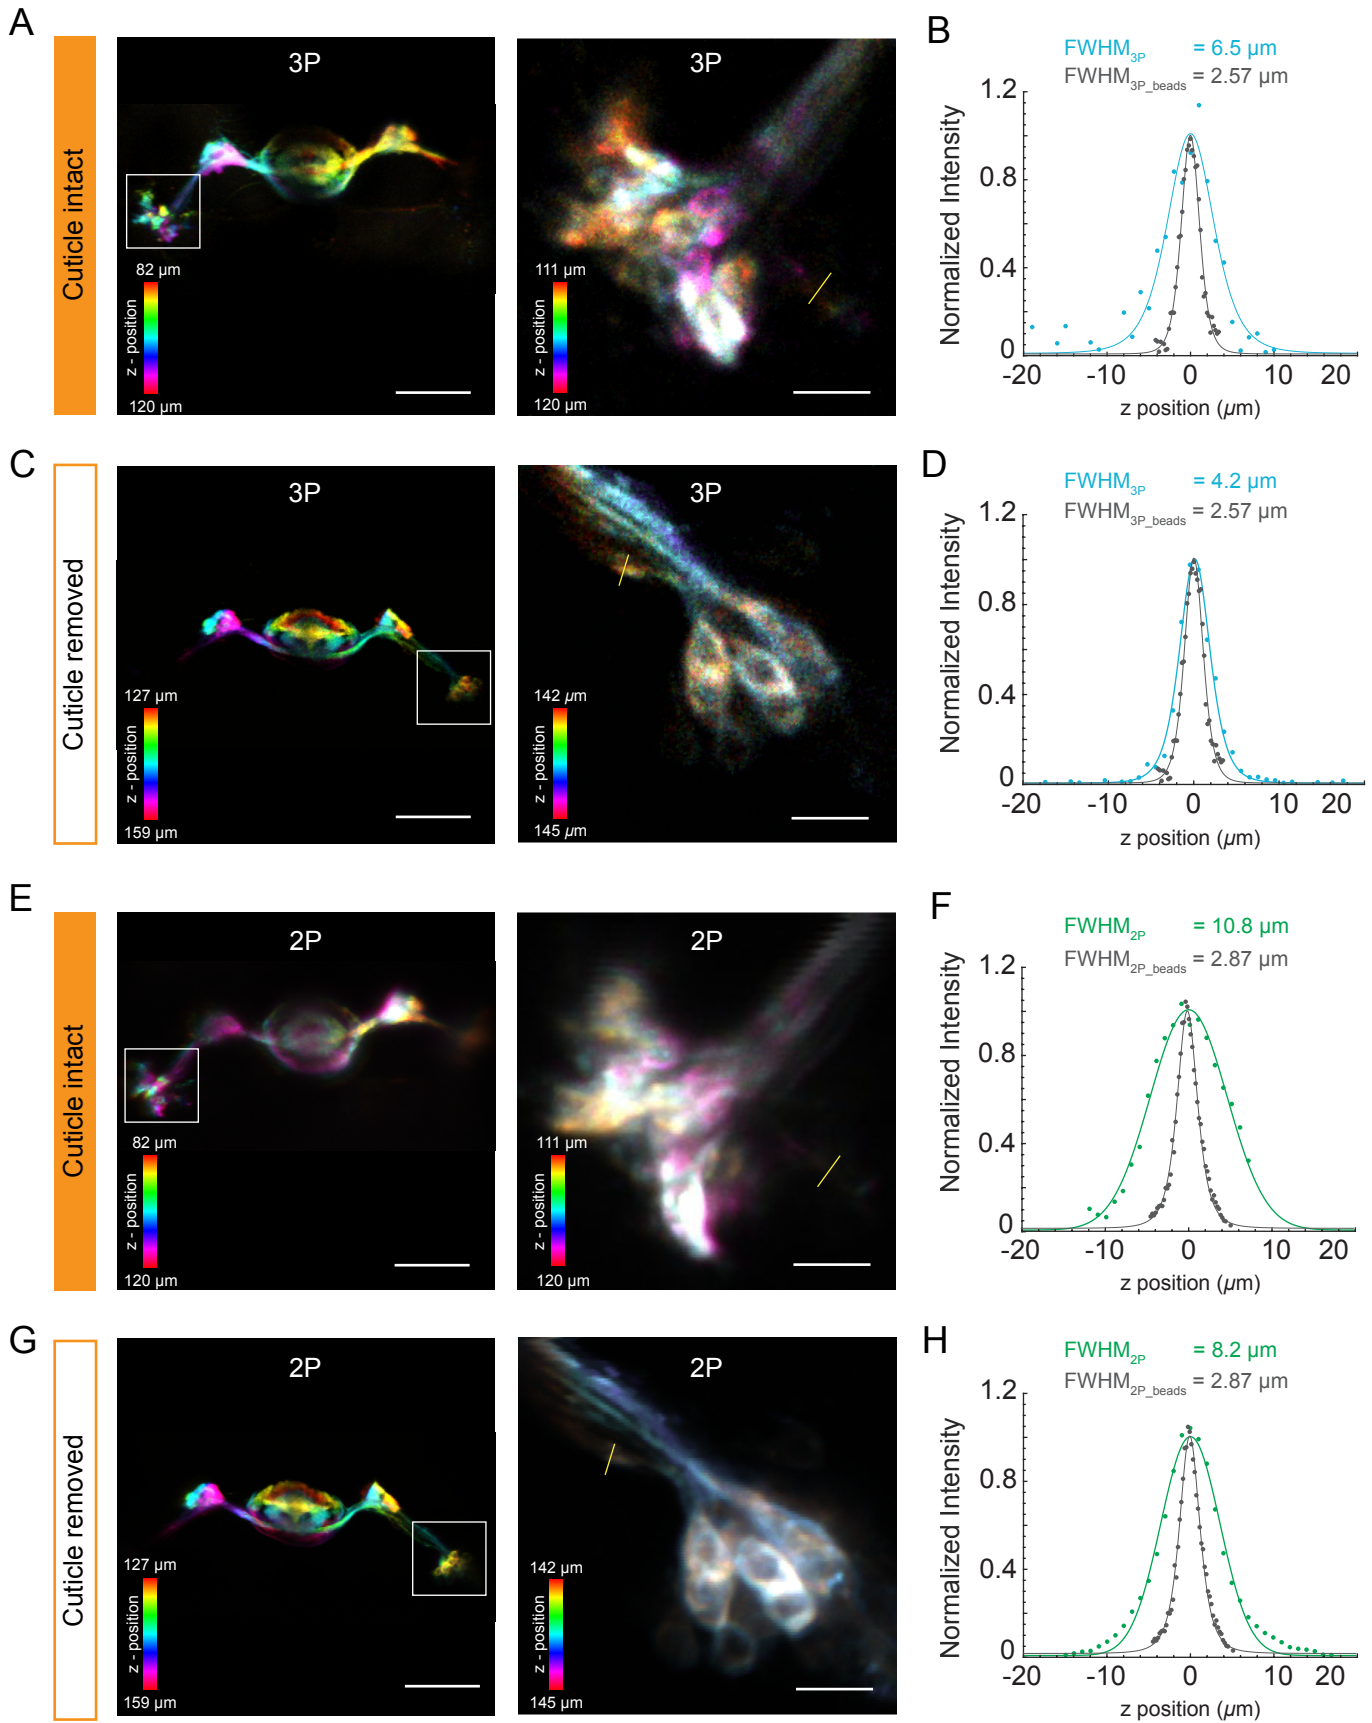 A
Cuticle intact
3P
82 µm
z - position
120 µm
3P
111 µm
z - position
120 µm
B
FWHM3P = 6.5 µm
FWHM3P_beads = 2.57 µm
Normalized Intensity
1.2
0.8
0.4
0
-20 -10 0 10 20
z position (µm)
C
Cuticle removed
3P
127 µm
z - position
159 µm
3P
142 µm
z - position
145 µm
D
FWHM3P = 4.2 µm
FWHM3P_beads = 2.57 µm
Normalized Intensity
1.2
0.8
0.4
0
-20 -10 0 10 20
z position (µm)
E
Cuticle intact
2P
82 µm
z - position
120 µm
2P
111 µm
z - position
120 µm
F
FWHM2P = 10.8 µm
FWHM2P_beads = 2.87 µm
Normalized Intensity
1.2
0.8
0.4
0
-20 -10 0 10 20
z position (µm)
G
Cuticle removed
2P
127 µm
z - position
159 µm
2P
142 µm
z - position
145 µm
H
FWHM2P = 8.2 µm
FWHM2P_beads = 2.87 µm
Normalized Intensity
1.2
0.8
0.4
0
-20 -10 0 10 20
z position (µm)